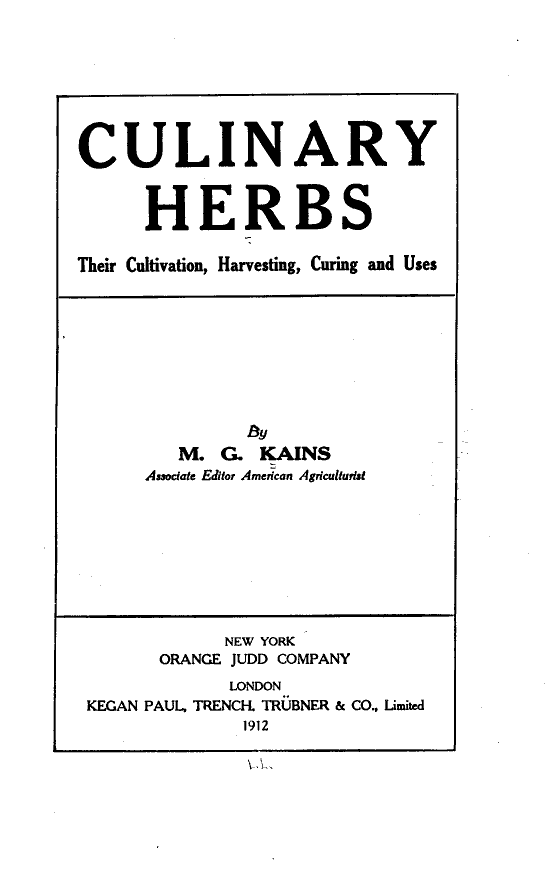 CULINARY
HERBS
Their Cultivation, Harvesting, Curing and Uses
By
M. G. KAINS
Associate Editor American Agriculturist
NEW YORK
ORANGE JUDD COMPANY
LONDON
KEGAN PAUL, TRENCH, TRÜBNER & CO., Limited
1912